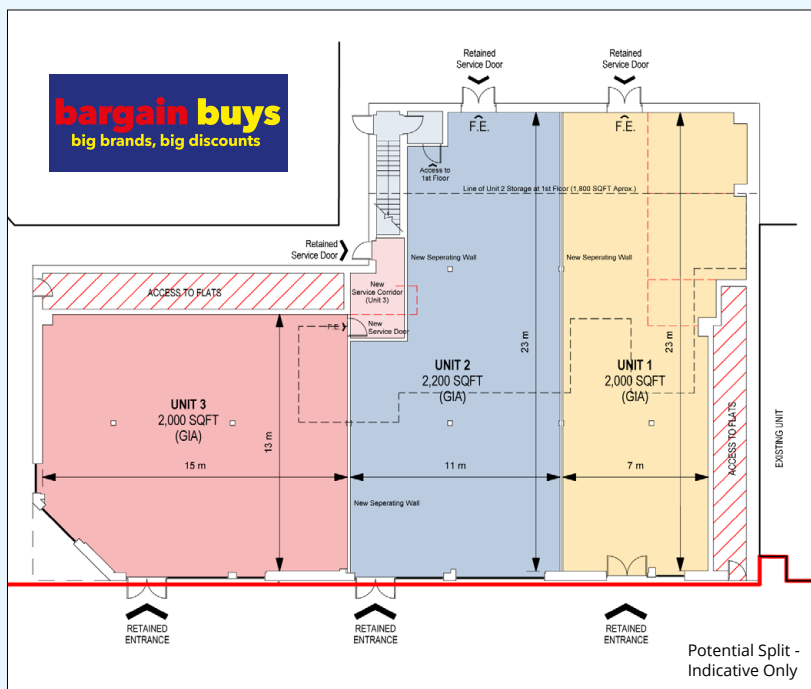 bargain buys
big brands, big discounts
Retained
Service Door
Retained
Service Door
F.E.
F.E.
Access to
1st Floor
Line of Unit 2 Storage at 1st Floor (1,800 SQFT Aprox.)
Retained
Service Door
New Seperating Wall
New Seperating Wall
ACCESS TO FLATS
New
Service Corridor
(Unit 3)
F.E.
New
Service Door
23 m
23 m
UNIT 3
2,000 SQFT
(GIA)
UNIT 2
2,200 SQFT
(GIA)
UNIT 1
2,000 SQFT
(GIA)
13 m
15 m
11 m
7 m
ACCESS TO FLATS
EXISTING UNIT
New Seperating Wall
RETAINED
ENTRANCE
RETAINED
ENTRANCE
RETAINED
ENTRANCE
Potential Split -
Indicative Only